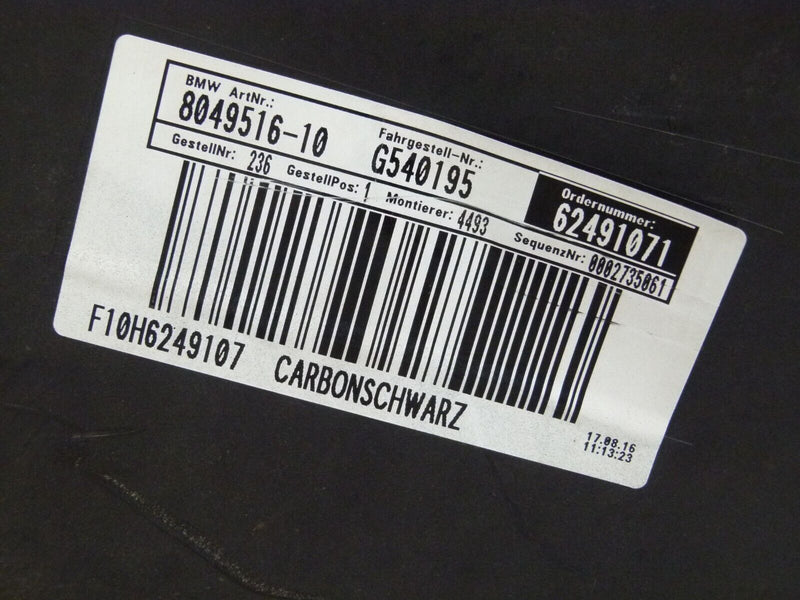 BMW ArtNr.:
8049516-10
Fahrgestell-Nr.:
G540195
Ordernummer:
62491071
GestellNr: 236 GestellPos: 1 Montierer: 4493 SequenzNr: 0002735061
F10H6249107 CARBONSCHWARZ
17.08.16
11:13:23